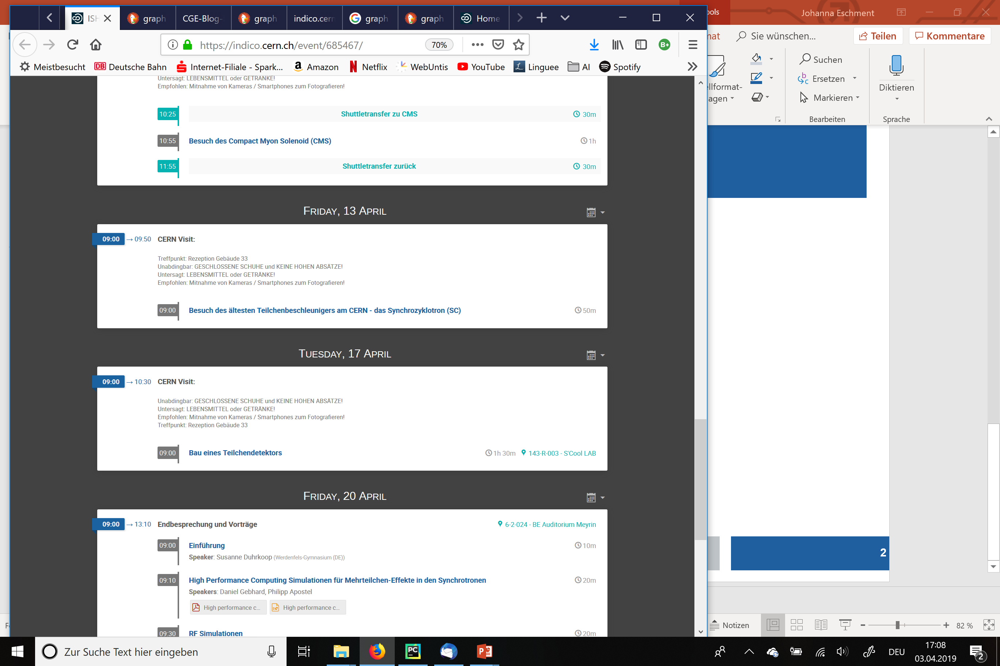 ISH
graph
CGE-Blog-
graph
indico.cern
graph
graph
Home
ols
Johanna Eschment
https://indico.cern.ch/event/685467/
70%
B+
mat
Sie wünschen...
Teilen
Kommentare
Meistbesucht
DB
Deutsche Bahn
Internet-Filiale - Spark...
Amazon
Netflix
WebUntis
YouTube
Linguee
AI
Spotify
Suchen
Ersetzen
Markieren
Bearbeiten
llformat-
agen
Diktieren
Sprache
Untersagt: LEBENSMITTEL oder GETRÄNKE!
Empfohlen: Mitnahme von Kameras / Smartphones zum Fotografieren!
10:25 Shuttletransfer zu CMS 30m
10:55 Besuch des Compact Myon Solenoid (CMS) 1h
11:55 Shuttletransfer zurück 30m
FRIDAY, 13 APRIL
09:00 → 09:50 CERN Visit:
Treffpunkt: Rezeption Gebäude 33
Unabdingbar: GESCHLOSSENE SCHUHE und KEINE HOHEN ABSÄTZE!
Untersagt: LEBENSMITTEL oder GETRÄNKE!
Empfohlen: Mitnahme von Kameras / Smartphones zum Fotografieren!
09:00 Besuch des ältesten Teilchenbeschleunigers am CERN - das Synchrozyklotron (SC) 50m
TUESDAY, 17 APRIL
09:00 → 10:30 CERN Visit:
Unabdingbar: GESCHLOSSENE SCHUHE und KEINE HOHEN ABSÄTZE!
Untersagt: LEBENSMITTEL oder GETRÄNKE!
Empfohlen: Mitnahme von Kameras / Smartphones zum Fotografieren!
Treffpunkt: Rezeption Gebäude 33
09:00 Bau eines Teilchendetektors 1h 30m 143-R-003 - S'Cool LAB
FRIDAY, 20 APRIL
09:00 → 13:10 Endbesprechung und Vorträge 6-2-024 - BE Auditorium Meyrin
09:00 Einführung 10m
Speaker: Susanne Duhrkoop (Werdenfels-Gymnasium (DE))
09:10 High Performance Computing Simulationen für Mehrteilchen-Effekte in den Synchrotronen 20m
Speakers: Daniel Gebhard, Philipp Apostel
High performance c...
High performance c...
09:30 RF Simulationen 20m
2
Notizen
82 %
Zur Suche Text hier eingeben
PC
DEU
17:08
03.04.2019
2